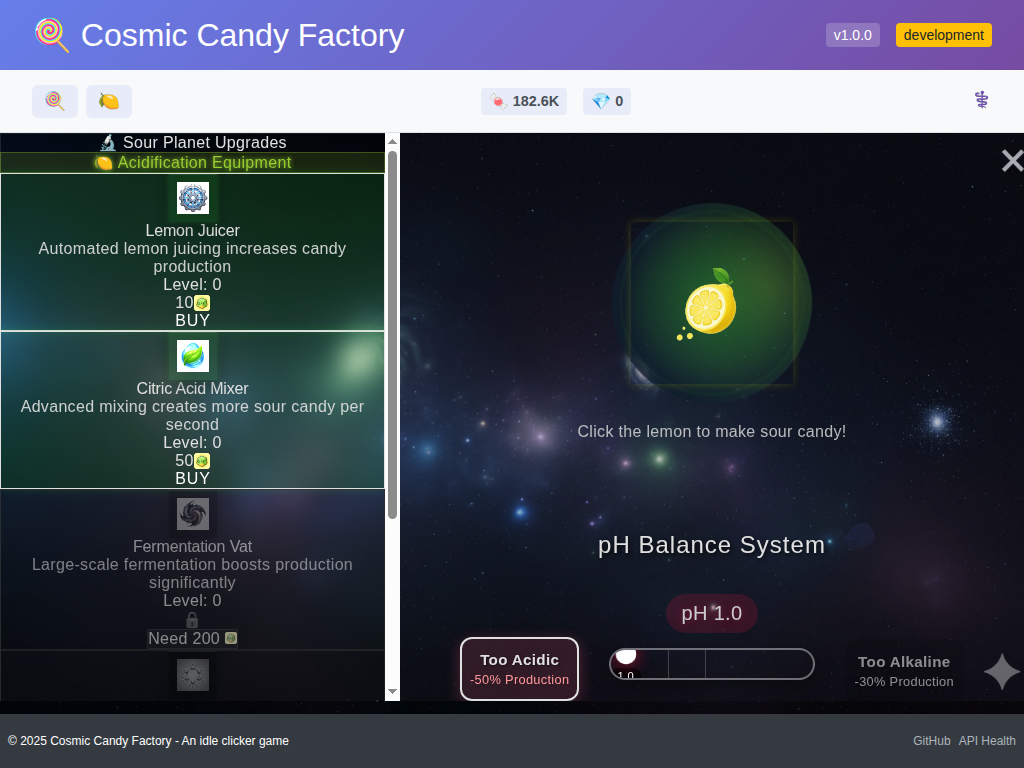 Cosmic Candy Factory
v1.0.0
development
182.6K
0
Sour Planet Upgrades
Acidification Equipment
Lemon Juicer
Automated lemon juicing increases candy
production
Level: 0
10
BUY
Citric Acid Mixer
Advanced mixing creates more sour candy per
second
Level: 0
50
BUY
Fermentation Vat
Large-scale fermentation boosts production
significantly
Level: 0
Need 200
Click the lemon to make sour candy!
pH Balance System
pH 1.0
Too Acidic
-50% Production
1.0
Too Alkaline
-30% Production
© 2025 Cosmic Candy Factory - An idle clicker game
GitHub API Health